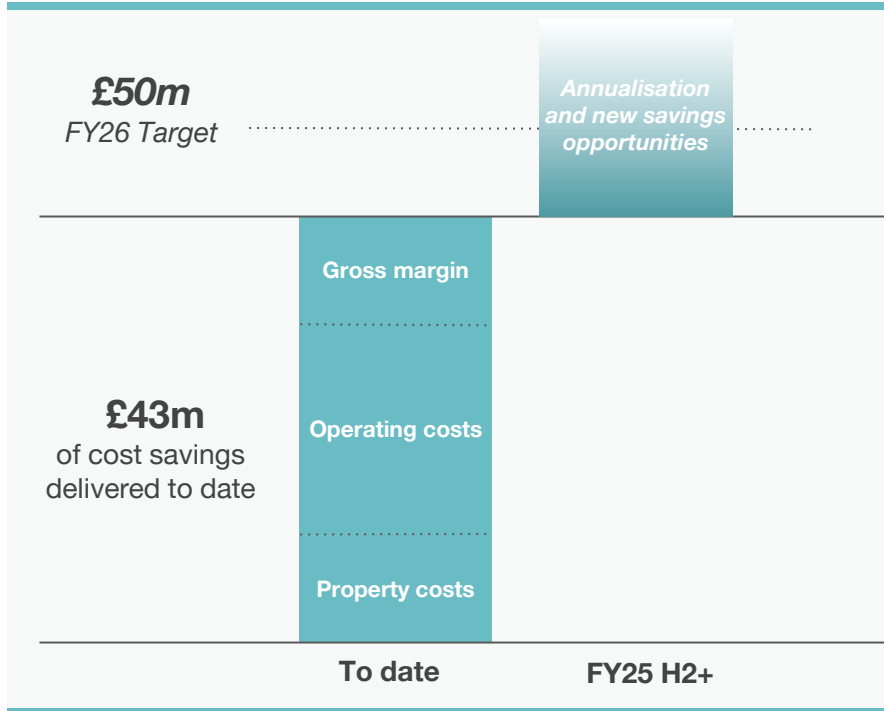 £50m
FY26 Target
Annualisation
and new savings
opportunities
Gross margin
£43m
of cost savings
delivered to date
Operating costs
Property costs
To date
FY25 H2+